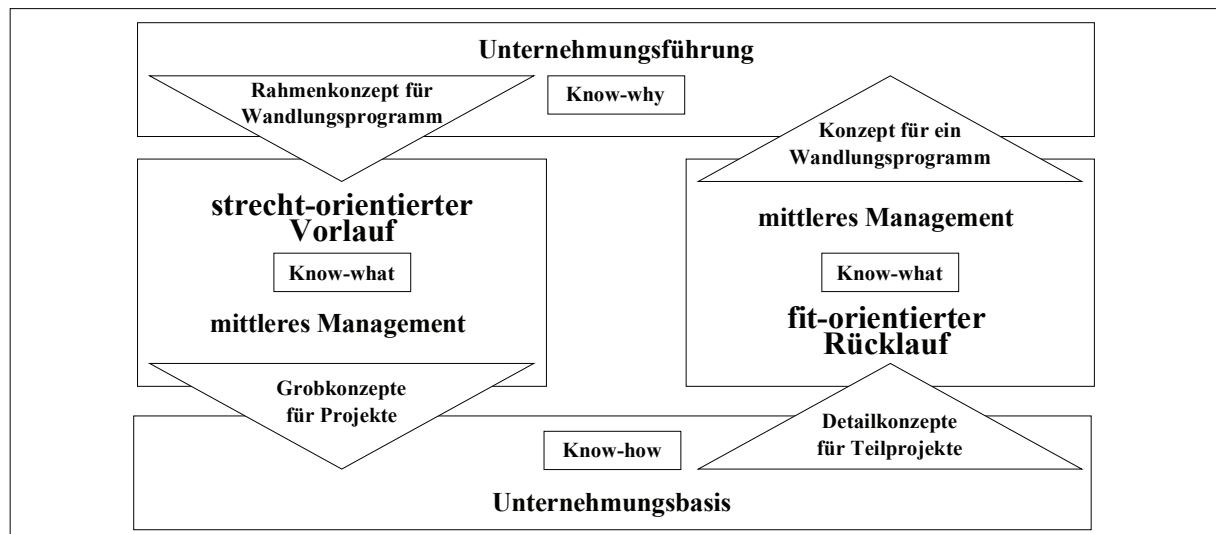 Unternehmungsführung
Rahmenkonzept für
Wandlungsprogramm
Know-why
Konzept für ein
Wandlungsprogramm
strecht-orientierter
Vorlauf
Know-what
mittleres Management
mittleres Management
Know-what
fit-orientierter
Rücklauf
Grobkonzepte
für Projekte
Know-how
Detailkonzepte
für Teilprojekte
Unternehmungsbasis